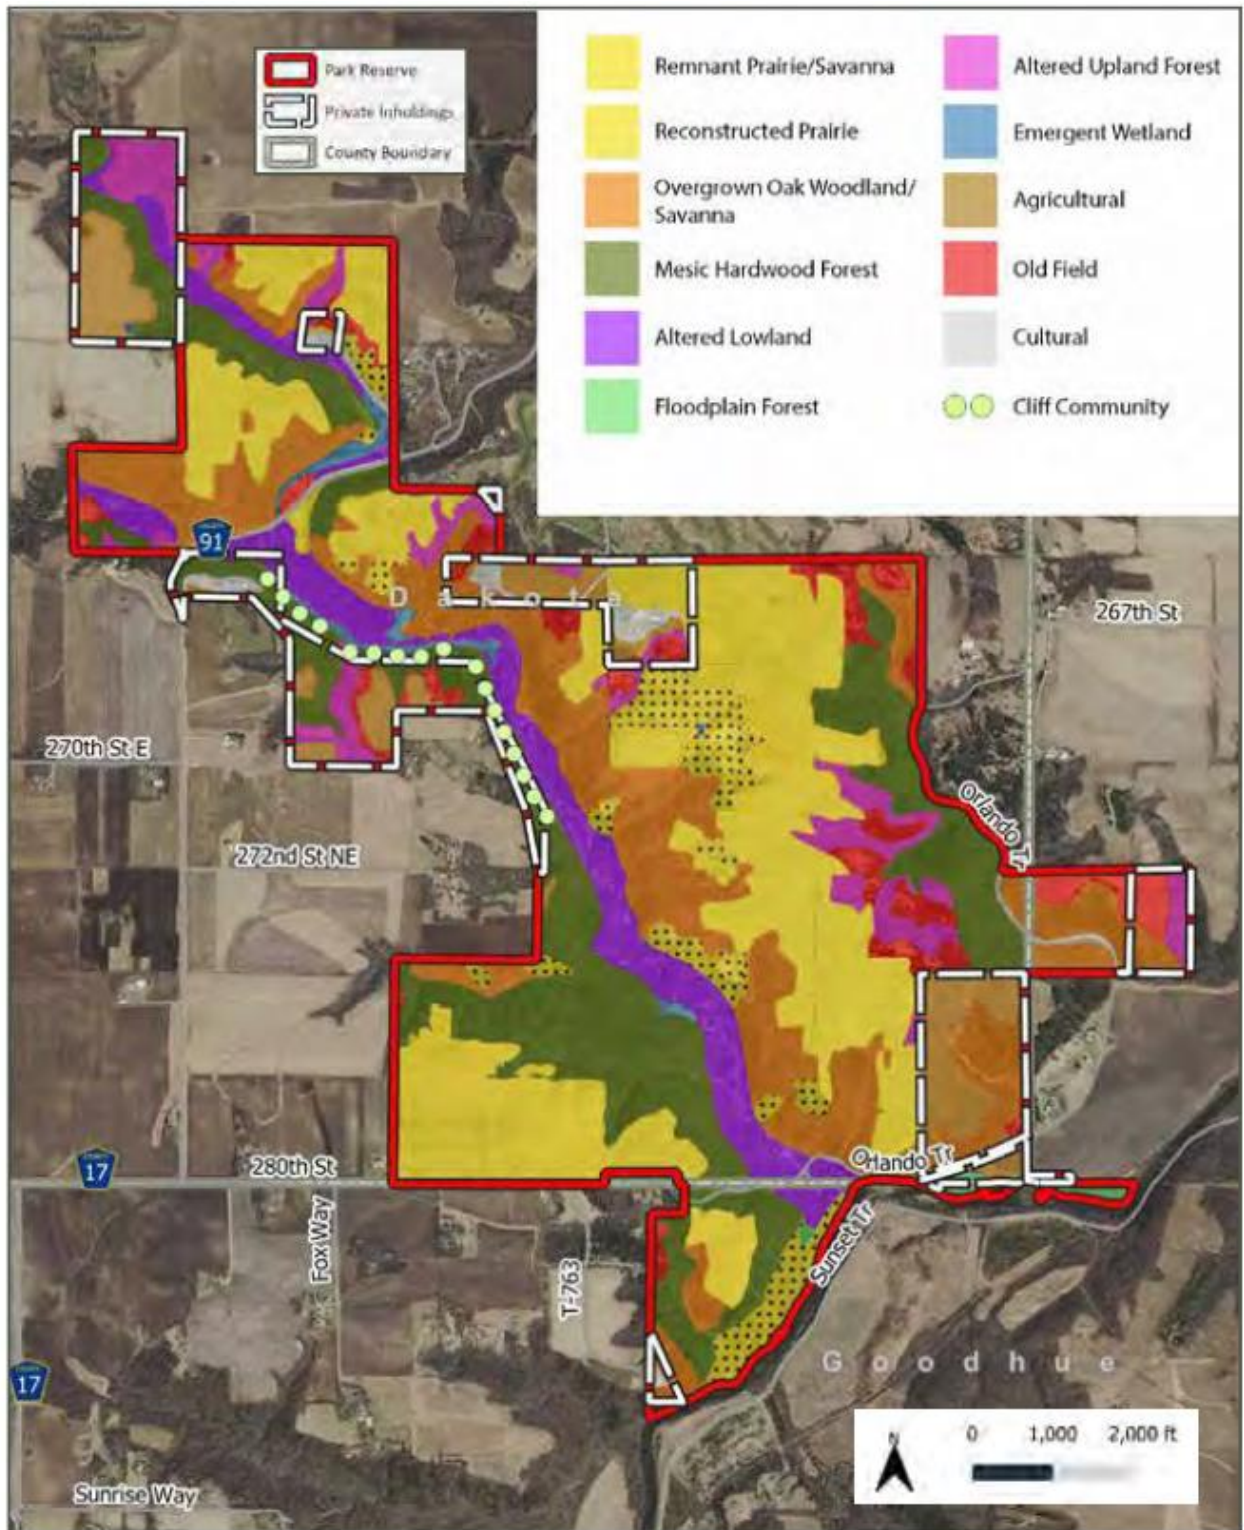 Park Reserve
Private Inholdings
County Boundary
Remnant Prairie/Savanna
Reconstructed Prairie
Overgrown Oak Woodland/
Savanna
Mesic Hardwood Forest
Altered Lowland
Floodplain Forest
Altered Upland Forest
Emergent Wetland
Agricultural
Old Field
Cultural
Cliff Community
91
Dakota
267th St
270th St E
Orlando Tr
272nd St NE
17
280th St
Orlando Tr
Fox Way
T-763
Sunset Tr
Goodhue
17
Sunrise Way
N
0 1,000 2,000 ft